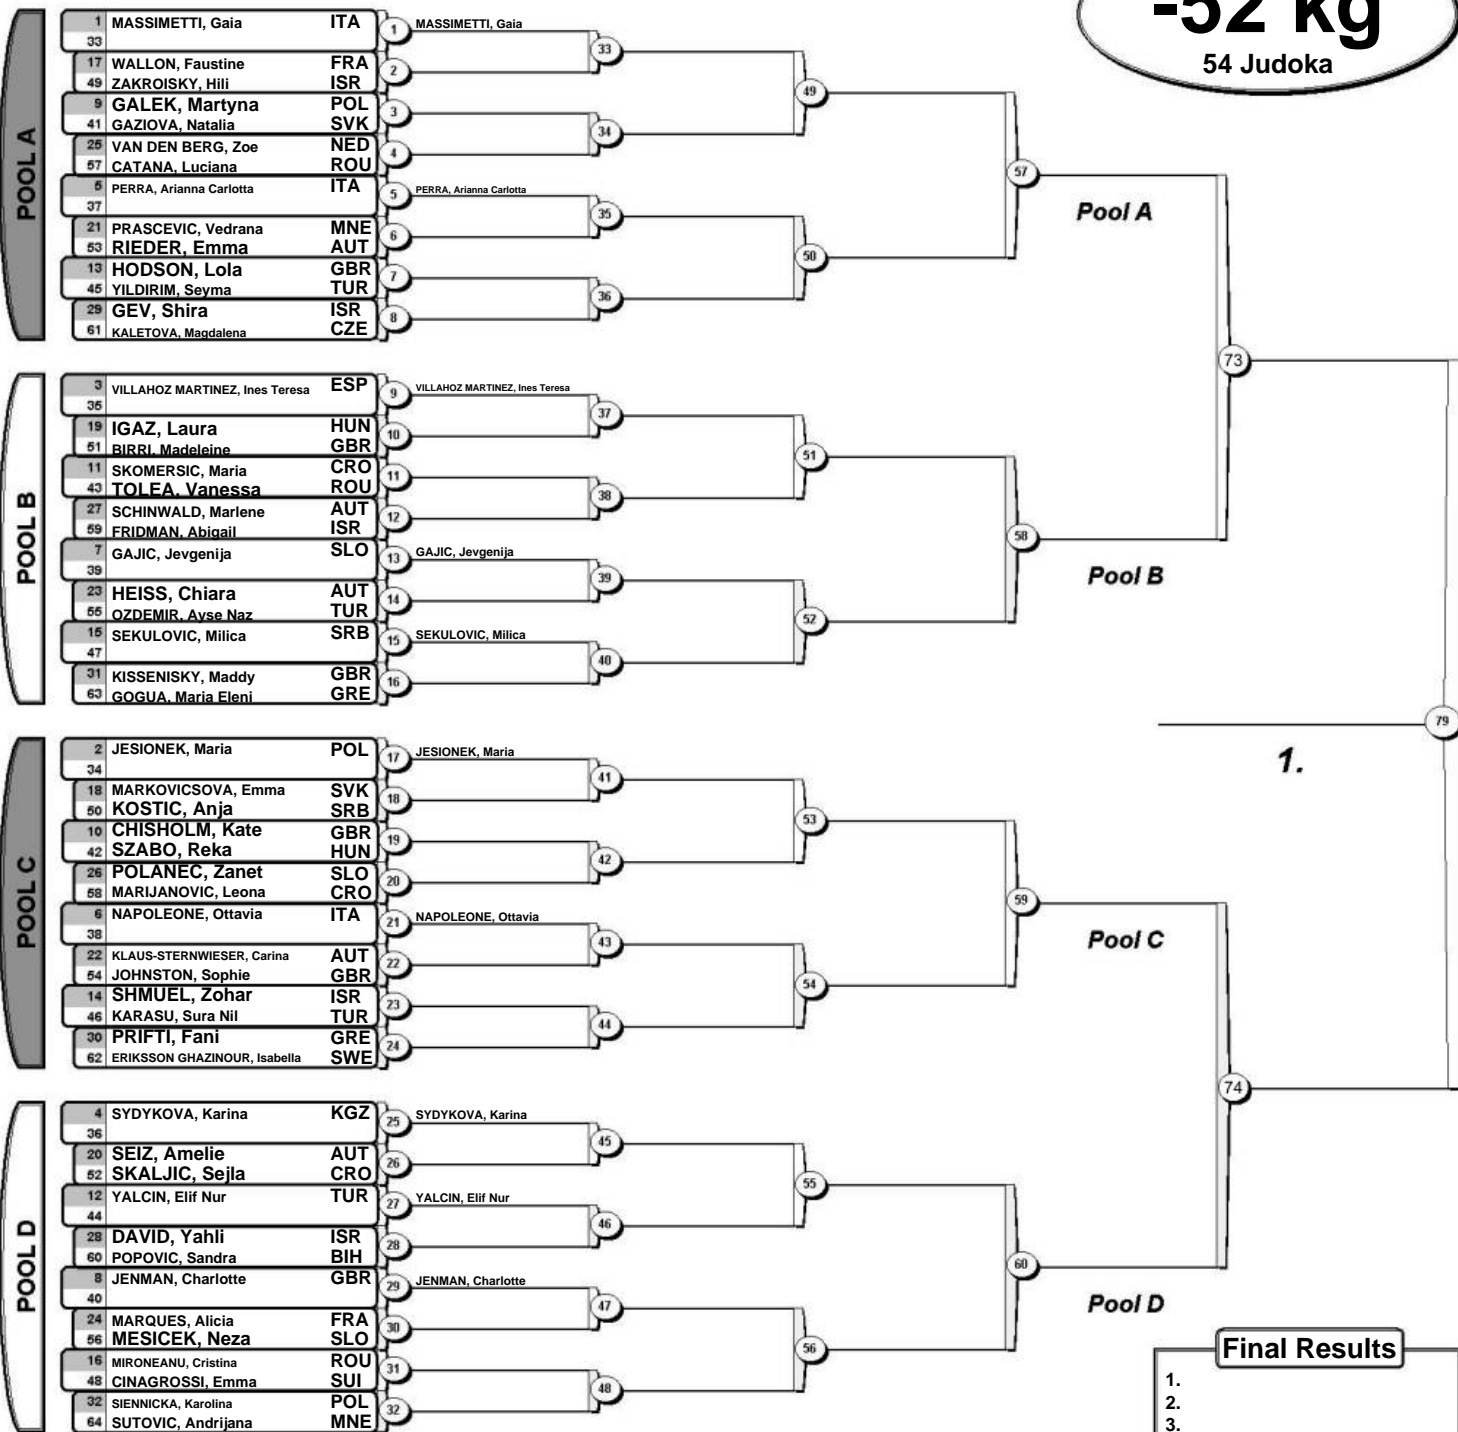 -52 kg
54 Judoka
POOL A
1 MASSIMETTI, Gaia ITA
33
17 WALLON, Faustine FRA
49 ZAKROISKY, Hili ISR
9 GALEK, Martyna POL
41 GAZIOVA, Natalia SVK
25 VAN DEN BERG, Zoe NED
57 CATANA, Luciana ROU
5 PERRA, Arianna Carlotta ITA
37
21 PRASCEVIC, Vedrana MNE
53 RIEDER, Emma AUT
13 HODSON, Lola GBR
45 YILDIRIM, Seyma TUR
29 GEV, Shira ISR
61 KALETOVA, Magdalena CZE
1 MASSIMETTI, Gaia
2
3
4
5 PERRA, Arianna Carlotta
6
7
8
33
34
35
36
49
50
57
Pool A
POOL B
3 VILLAHOZ MARTINEZ, Ines Teresa ESP
35
19 IGAZ, Laura HUN
51 BIRRI, Madeleine GBR
11 SKOMERSIC, Maria CRO
43 TOLEA, Vanessa ROU
27 SCHINWALD, Marlene AUT
59 FRIDMAN, Abigail ISR
7 GAJIC, Jevgenija SLO
39
23 HEISS, Chiara AUT
55 OZDEMIR, Ayse Naz TUR
15 SEKULOVIC, Milica SRB
47
31 KISSENISKY, Maddy GBR
63 GOGUA, Maria Eleni GRE
9 VILLAHOZ MARTINEZ, Ines Teresa
10
11
12
13 GAJIC, Jevgenija
14
15 SEKULOVIC, Milica
16
37
38
39
40
51
52
58
Pool B
73
79
1.
POOL C
2 JESIONEK, Maria POL
34
18 MARKOVICSOVA, Emma SVK
50 KOSTIC, Anja SRB
10 CHISHOLM, Kate GBR
42 SZABO, Reka HUN
26 POLANEC, Zanet SLO
58 MARIJANOVIC, Leona CRO
6 NAPOLEONE, Ottavia ITA
38
22 KLAUS-STERNWIESER, Carina AUT
54 JOHNSTON, Sophie GBR
14 SHMUEL, Zohar ISR
46 KARASU, Sura Nil TUR
30 PRIFTI, Fani GRE
62 ERIKSSON GHAZINOUR, Isabella SWE
17 JESIONEK, Maria
18
19
20
21 NAPOLEONE, Ottavia
22
23
24
41
42
43
44
53
54
59
Pool C
POOL D
4 SYDYKOVA, Karina KGZ
36
20 SEIZ, Amelie AUT
52 SKALJIC, Sejla CRO
12 YALCIN, Elif Nur TUR
44
28 DAVID, Yahli ISR
60 POPOVIC, Sandra BIH
8 JENMAN, Charlotte GBR
40
24 MARQUES, Alicia FRA
56 MESICEK, Neza SLO
16 MIRONEANU, Cristina ROU
48 CINAGROSSI, Emma SUI
32 SIENNICKA, Karolina POL
64 SUTOVIC, Andrijana MNE
25 SYDYKOVA, Karina
26
27 YALCIN, Elif Nur
28
29 JENMAN, Charlotte
30
31
32
45
46
47
48
55
56
60
Pool D
74
Final Results
1.
2.
3.